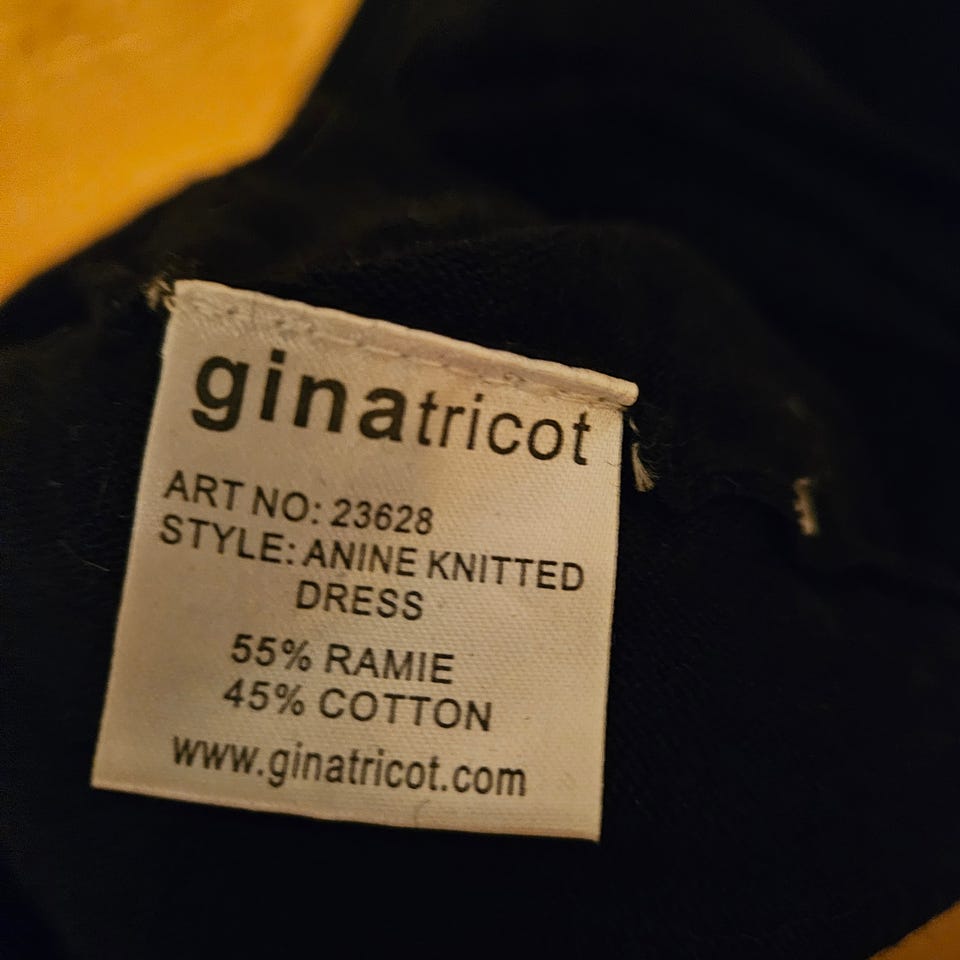 ginatricot
ART NO: 23628
STYLE: ANINE KNITTED
DRESS
55% RAMIE
45% COTTON
www.ginatricot.com